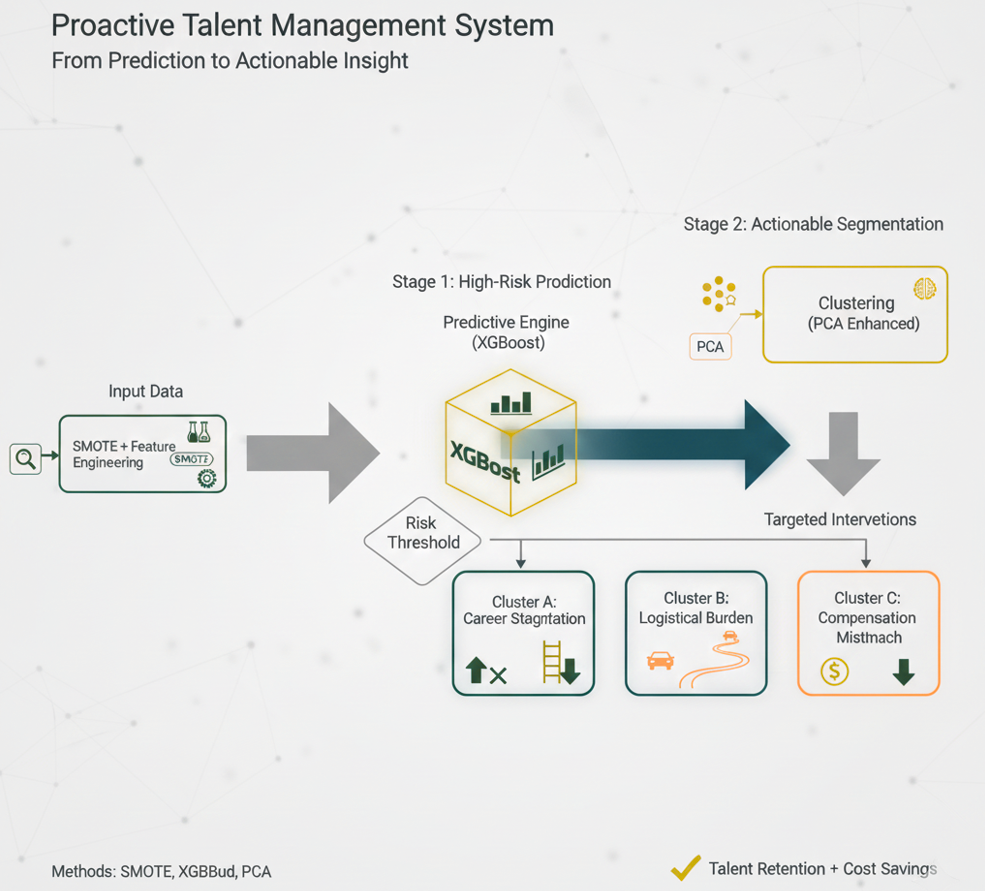 Proactive Talent Management System
From Prediction to Actionable Insight
Stage 2: Actionable Segmentation
Clustering
(PCA Enhanced)
PCA
Stage 1: High-Risk Prodiction
Predictive Engine
(XGBoost)
XGBost
Input Data
SMOTE + Feature
Engineering
SMOTE
Risk
Threshold
Targeted Intervetions
Cluster A:
Career Stagntation
Cluster B:
Logistical Burden
Cluster C:
Compensation
Mistmach
$
Methods: SMOTE, XGBBud, PCA
Talent Retention + Cost Savings